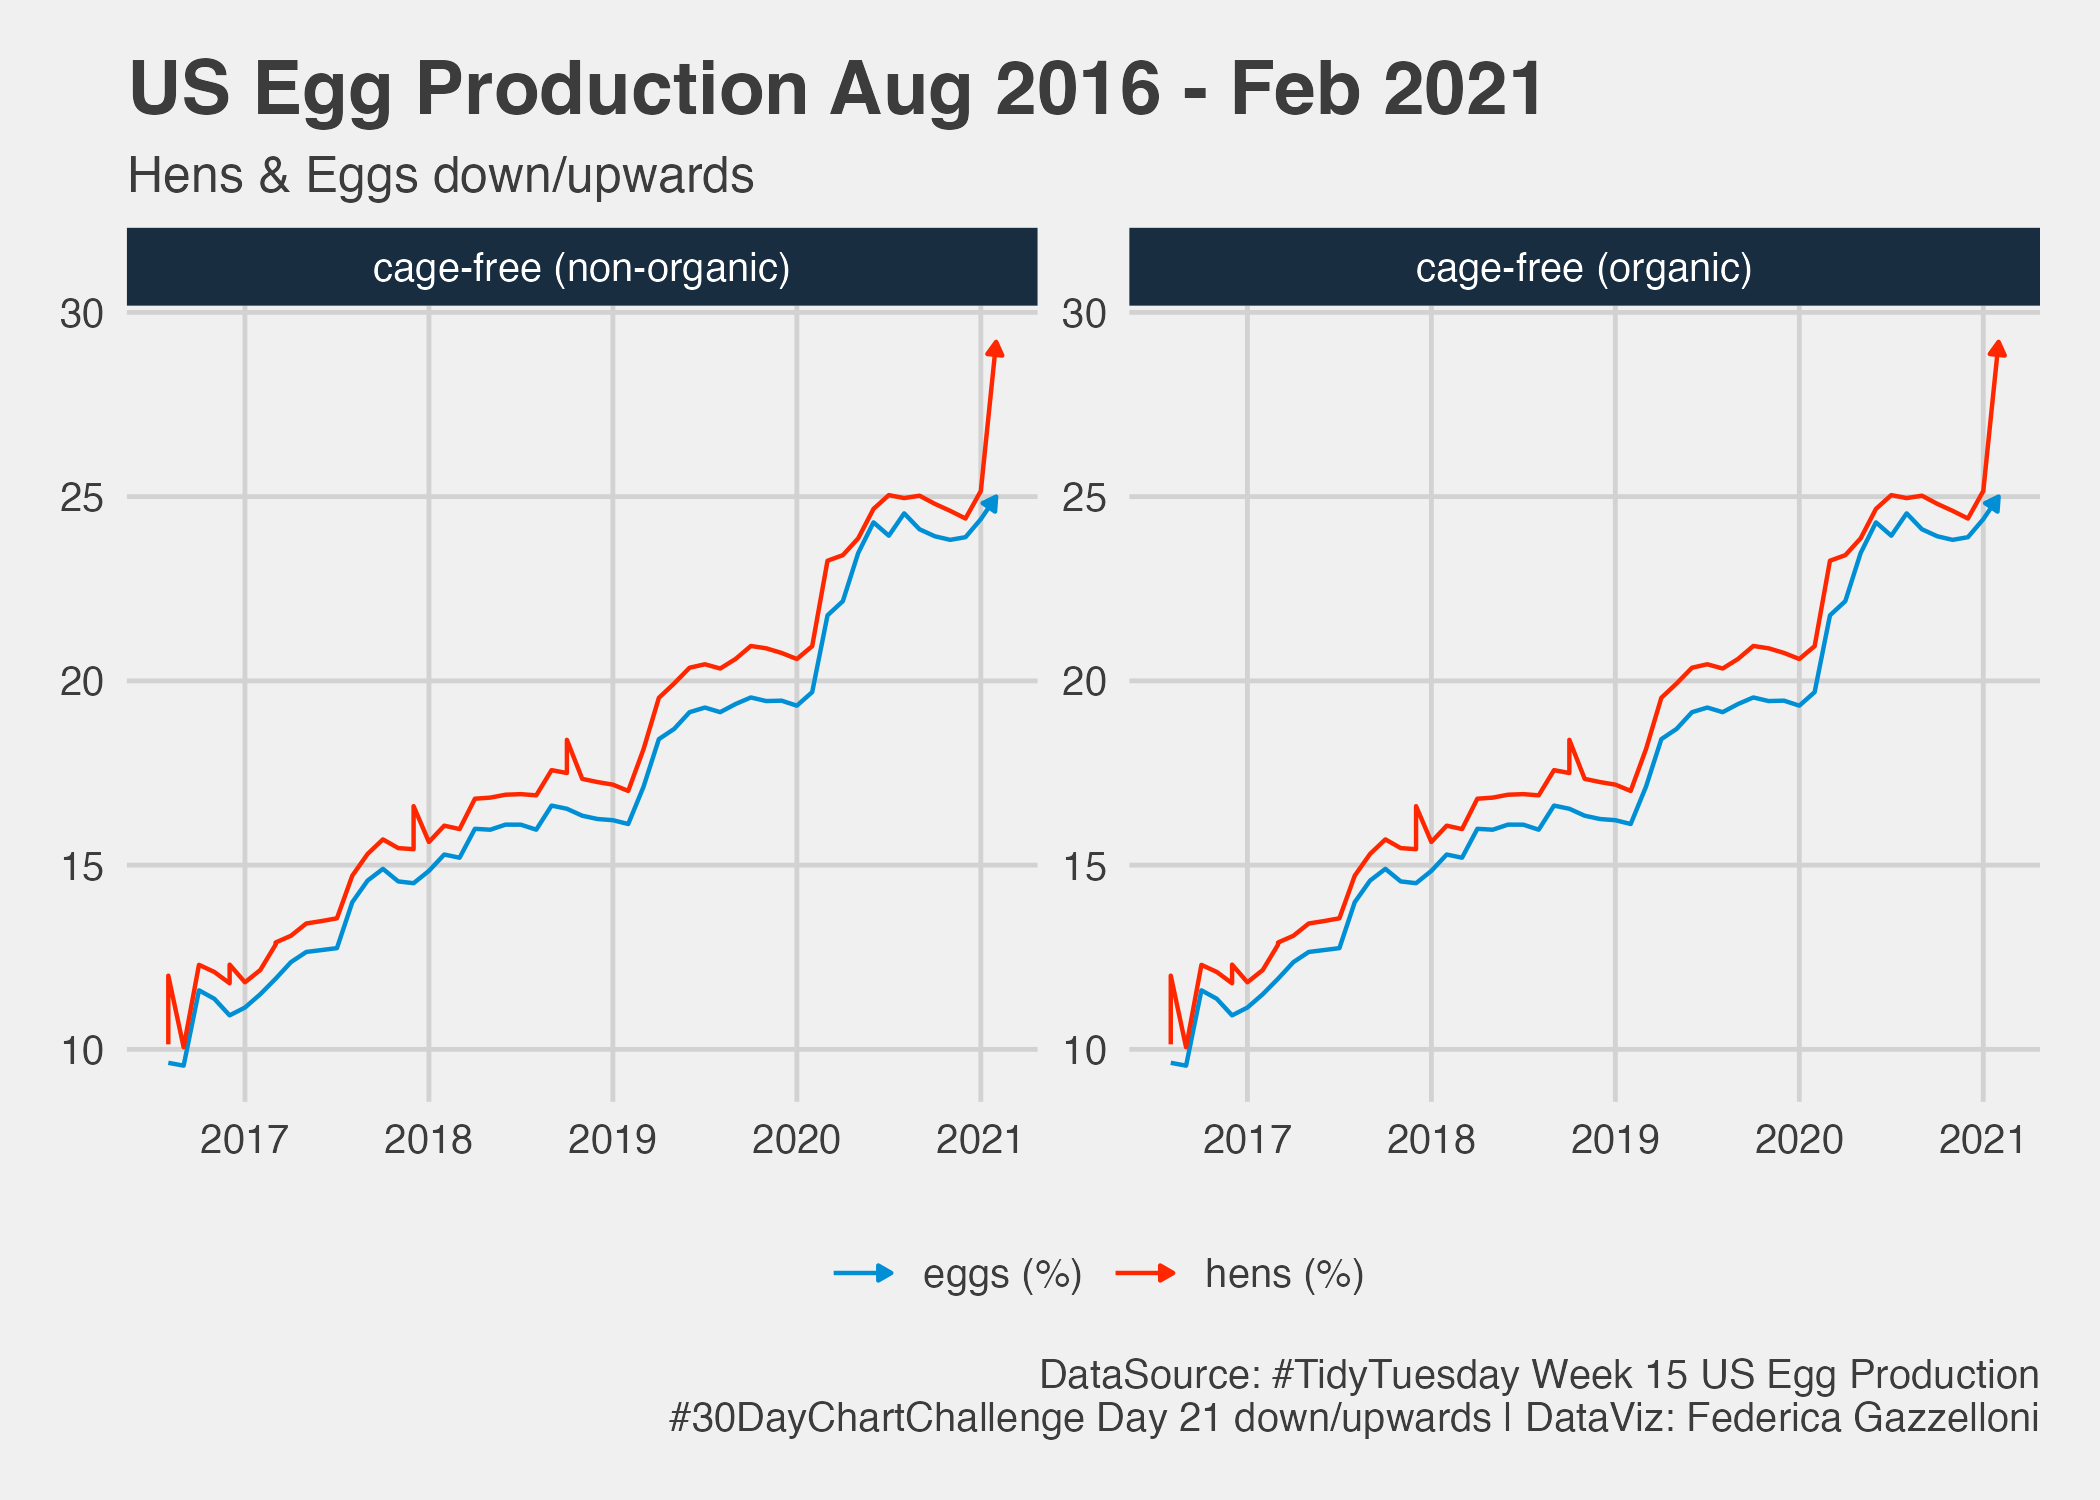 US Egg Production Aug 2016 - Feb 2021
Hens & Eggs down/upwards
cage-free (non-organic)
cage-free (organic)
30
25
20
15
10
2017 2018 2019 2020 2021
30
25
20
15
10
2017 2018 2019 2020 2021
eggs (%) hens (%)
DataSource: #TidyTuesday Week 15 US Egg Production
#30DayChartChallenge Day 21 down/upwards | DataViz: Federica Gazzelloni